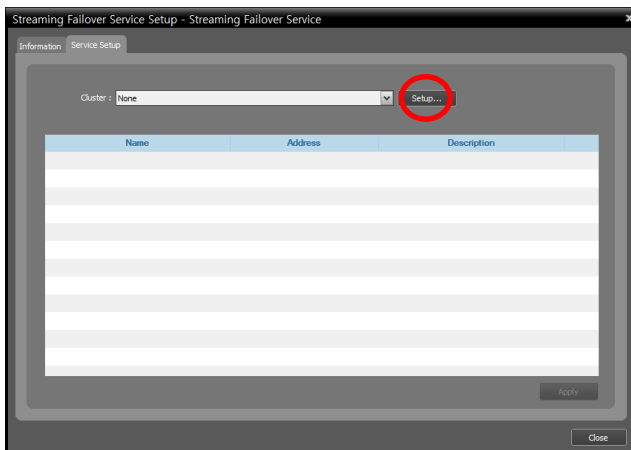 Streaming Failover Service Setup - Streaming Failover Service
Information Service Setup
Cluster : None Setup...
Name Address Description
Apply
Close